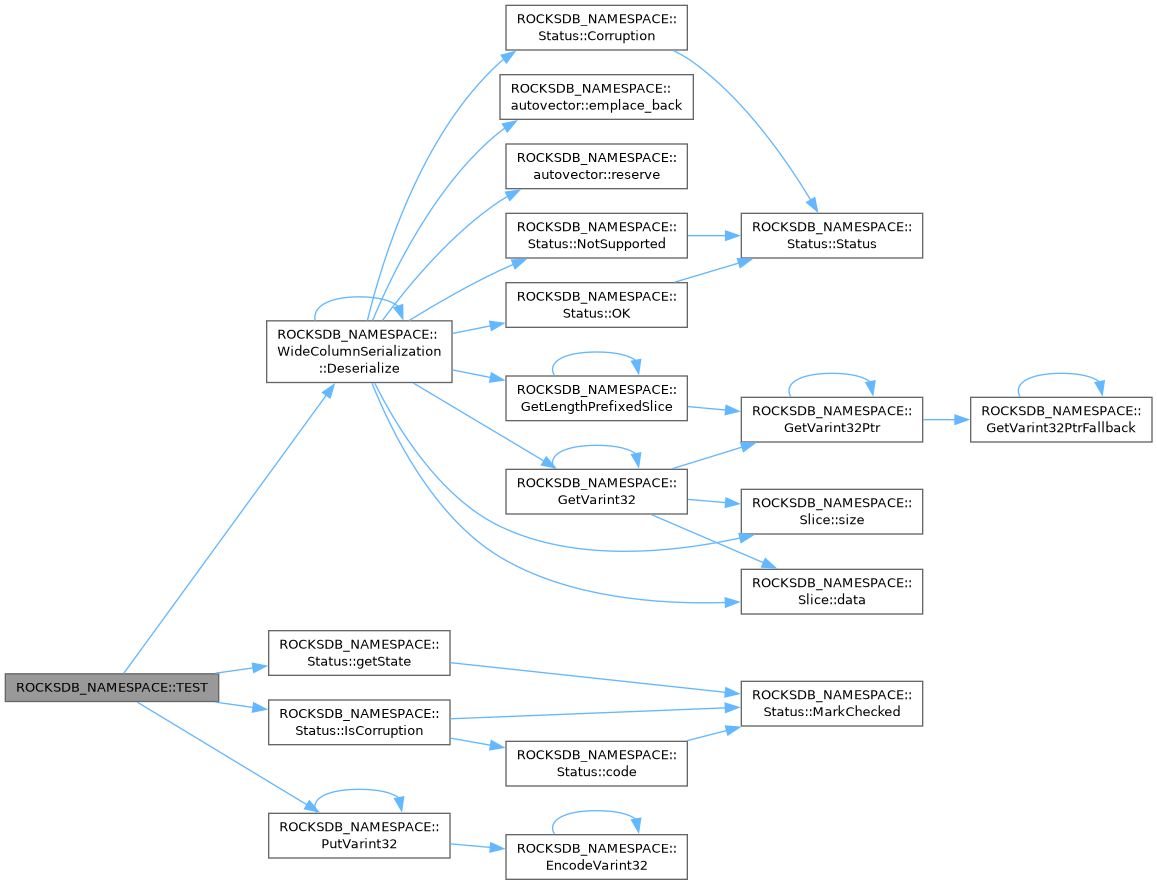 ROCKSDB_NAMESPACE::
Status::Corruption
ROCKSDB_NAMESPACE::
autovector::emplace_back
ROCKSDB_NAMESPACE::
autovector::reserve
ROCKSDB_NAMESPACE::
Status::NotSupported
ROCKSDB_NAMESPACE::
Status::Status
ROCKSDB_NAMESPACE::
Status::OK
ROCKSDB_NAMESPACE::
WideColumnSerialization
::Deserialize
ROCKSDB_NAMESPACE::
GetLengthPrefixedSlice
ROCKSDB_NAMESPACE::
GetVarint32Ptr
ROCKSDB_NAMESPACE::
GetVarint32PtrFallback
ROCKSDB_NAMESPACE::
GetVarint32
ROCKSDB_NAMESPACE::
Slice::size
ROCKSDB_NAMESPACE::
Slice::data
ROCKSDB_NAMESPACE::TEST
ROCKSDB_NAMESPACE::
Status::getState
ROCKSDB_NAMESPACE::
Status::IsCorruption
ROCKSDB_NAMESPACE::
Status::MarkChecked
ROCKSDB_NAMESPACE::
Status::code
ROCKSDB_NAMESPACE::
PutVarint32
ROCKSDB_NAMESPACE::
EncodeVarint32